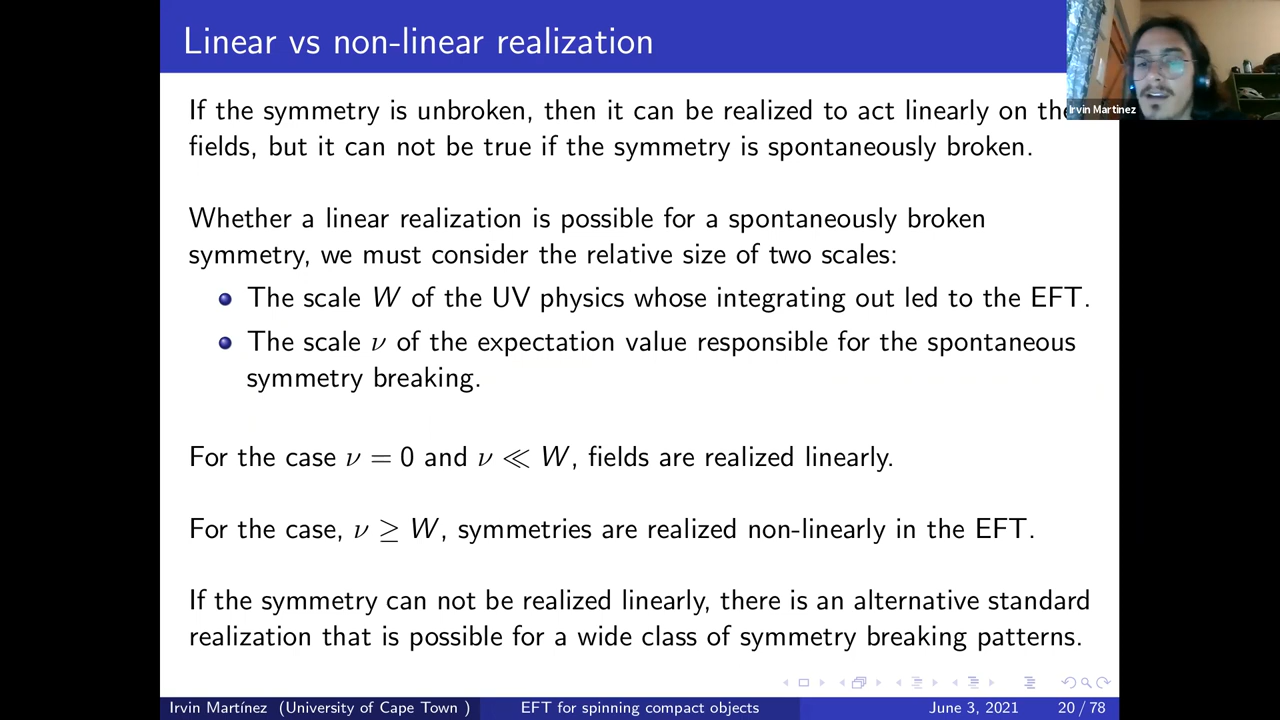 Linear vs non-linear realization
Irvin Martinez
If the symmetry is unbroken, then it can be realized to act linearly on the
fields, but it can not be true if the symmetry is spontaneously broken.
Whether a linear realization is possible for a spontaneously broken
symmetry, we must consider the relative size of two scales:
The scale W of the UV physics whose integrating out led to the EFT.
The scale ν of the expectation value responsible for the spontaneous
symmetry breaking.
For the case ν = 0 and ν ≪ W, fields are realized linearly.
For the case, ν ≥ W, symmetries are realized non-linearly in the EFT.
If the symmetry can not be realized linearly, there is an alternative standard
realization that is possible for a wide class of symmetry breaking patterns.
Irvin Martínez (University of Cape Town ) EFT for spinning compact objects June 3, 2021 20 / 78